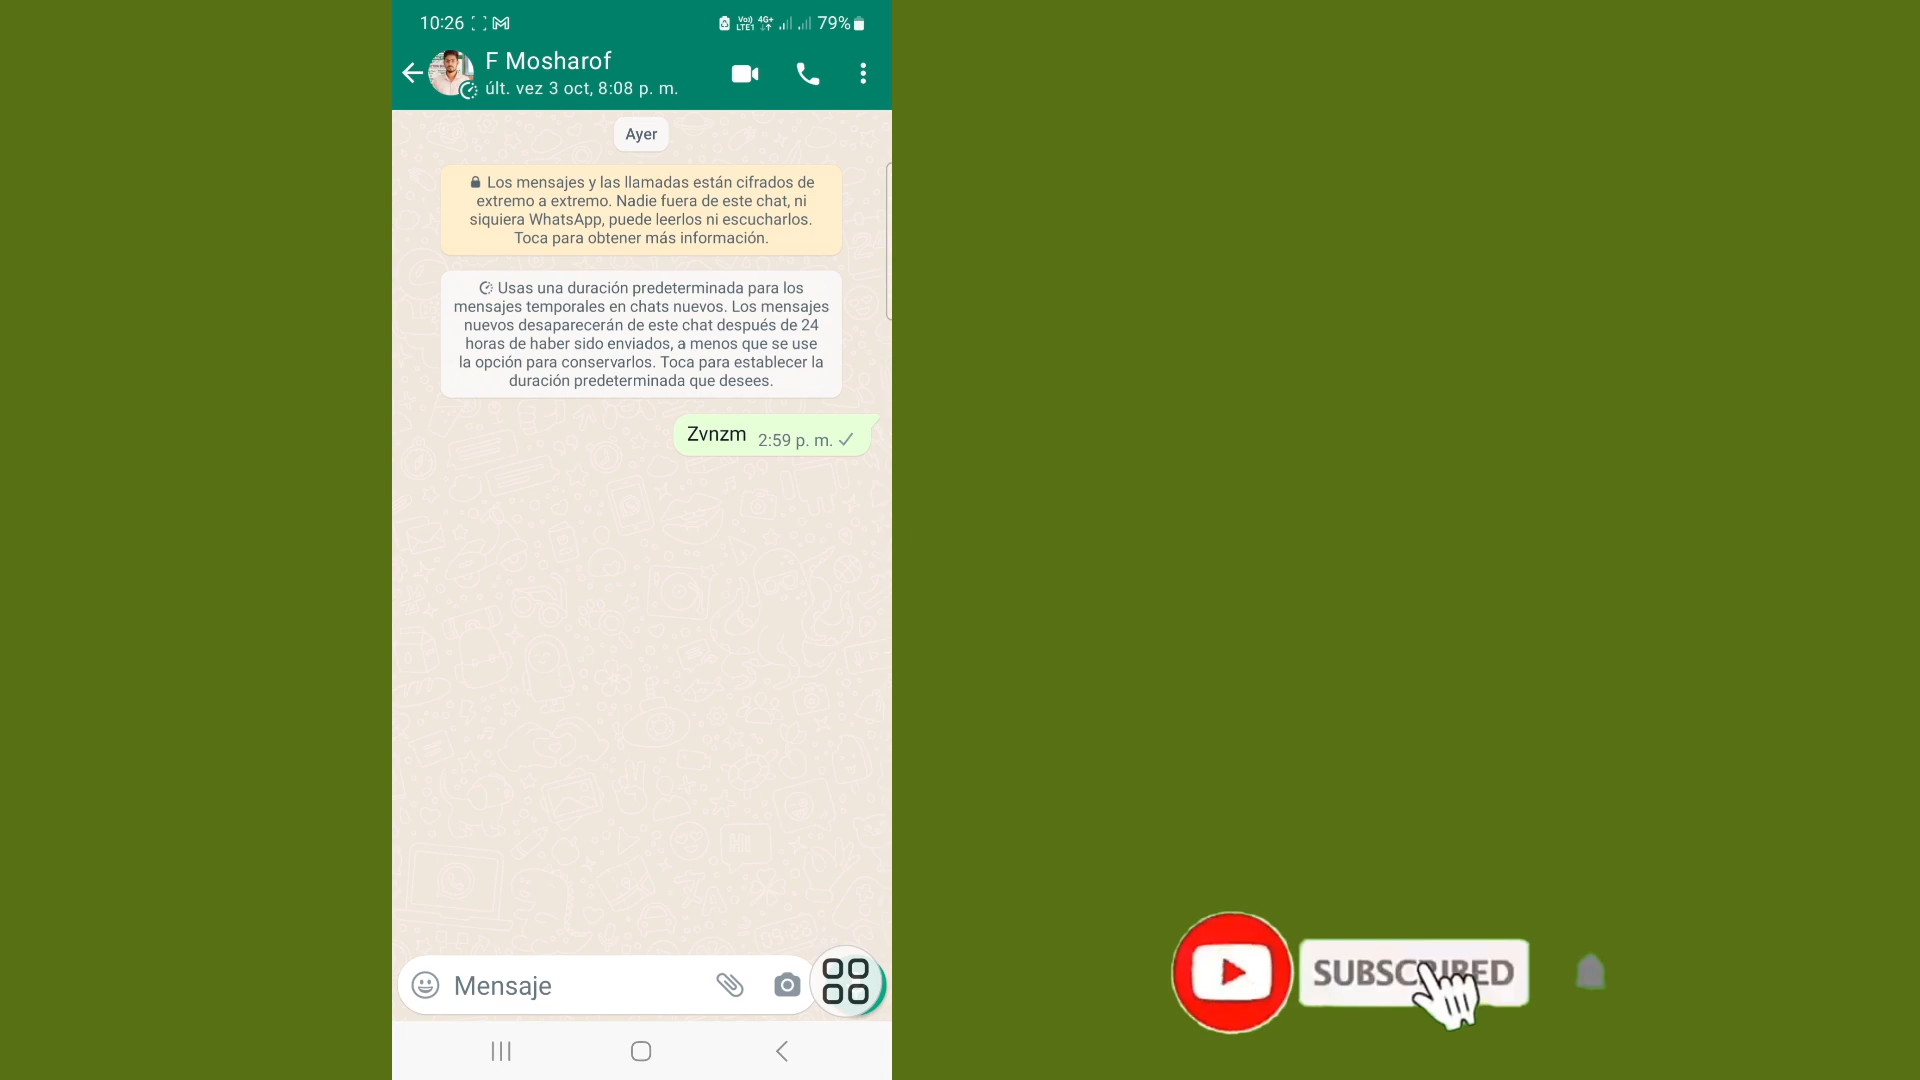 10:26
Vo)) 4G+ 79%
LTE1
F Mosharof
últ. vez 3 oct, 8:08 p. m.
Ayer
Los mensajes y las llamadas están cifrados de
extremo a extremo. Nadie fuera de este chat, ni
siquiera WhatsApp, puede leerlos ni escucharlos.
Toca para obtener más información.
Usas una duración predeterminada para los
mensajes temporales en chats nuevos. Los mensajes
nuevos desaparecerán de este chat después de 24
horas de haber sido enviados, a menos que se use
la opción para conservarlos. Toca para establecer la
duración predeterminada que desees.
Zvnzm 2:59 p. m.
Mensaje
SUBSCRIBED